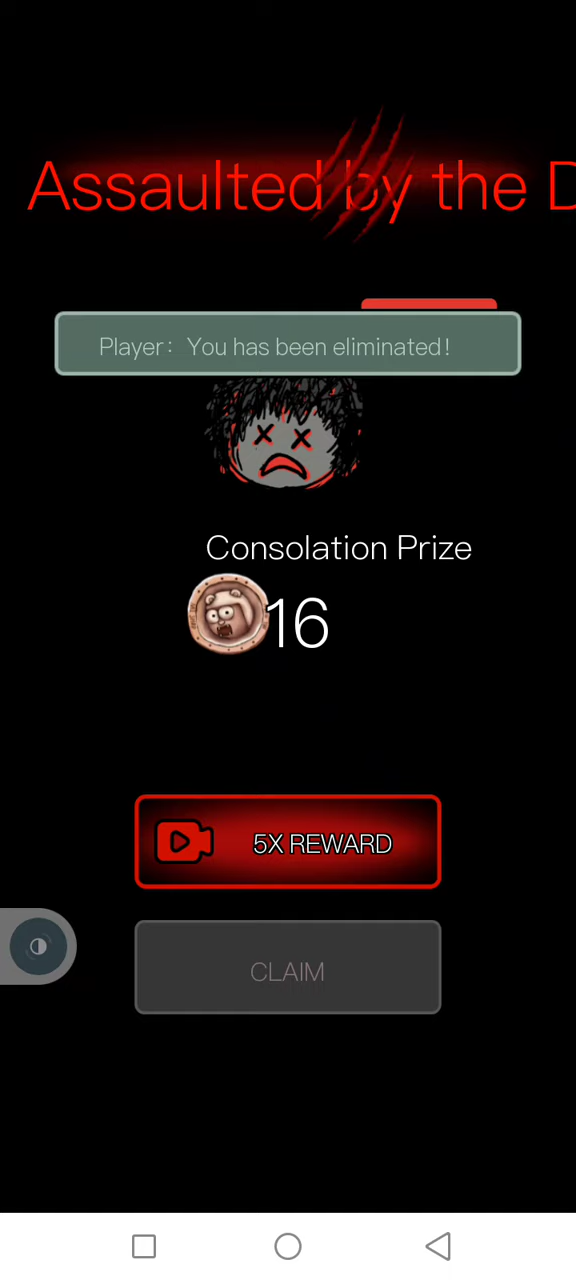 Assaulted by the D
Player: You has been eliminated!
Consolation Prize
16
5X REWARD
CLAIM